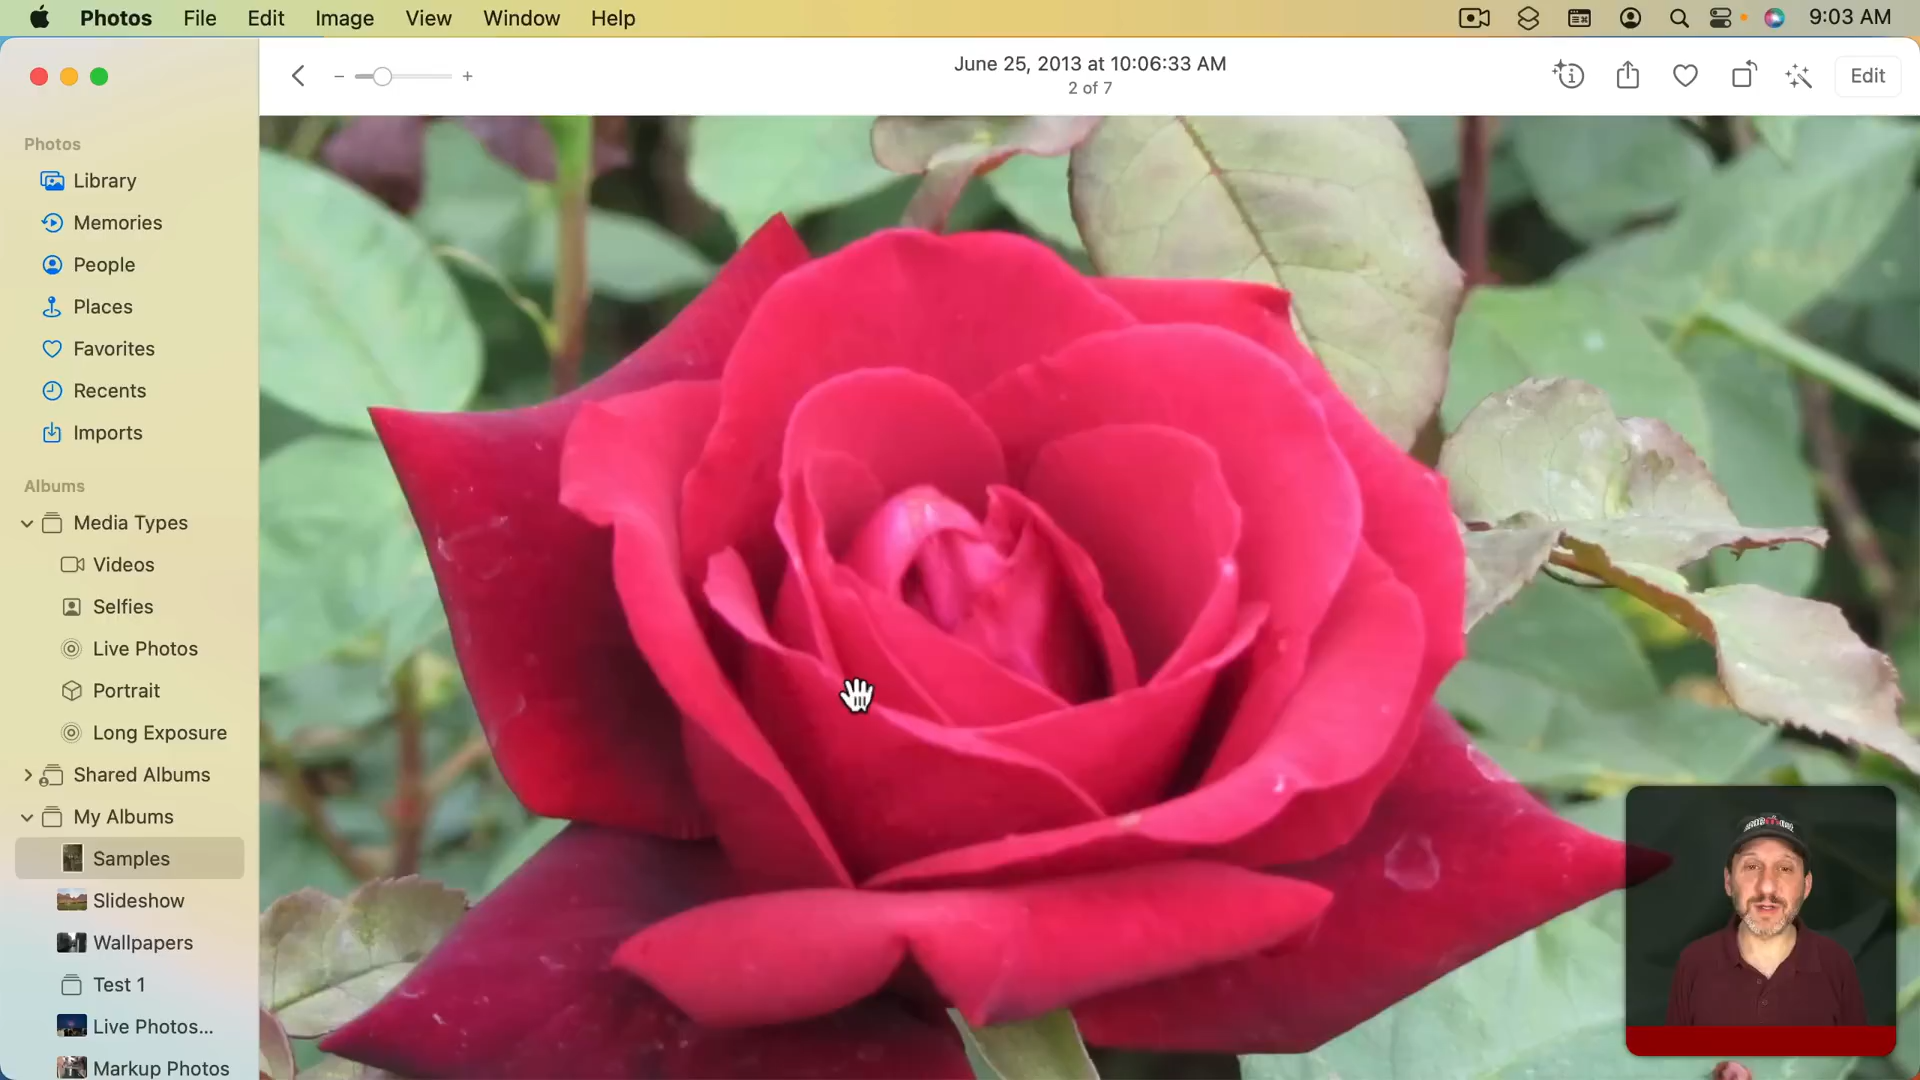 Photos File Edit Image View Window Help 9:03 AM
June 25, 2013 at 10:06:33 AM
2 of 7
Edit
Photos
Library
Memories
People
Places
Favorites
Recents
Imports
Albums
Media Types
Videos
Selfies
Live Photos
Portrait
Long Exposure
Shared Albums
My Albums
Samples
Slideshow
Wallpapers
Test 1
Live Photos...
Markup Photos